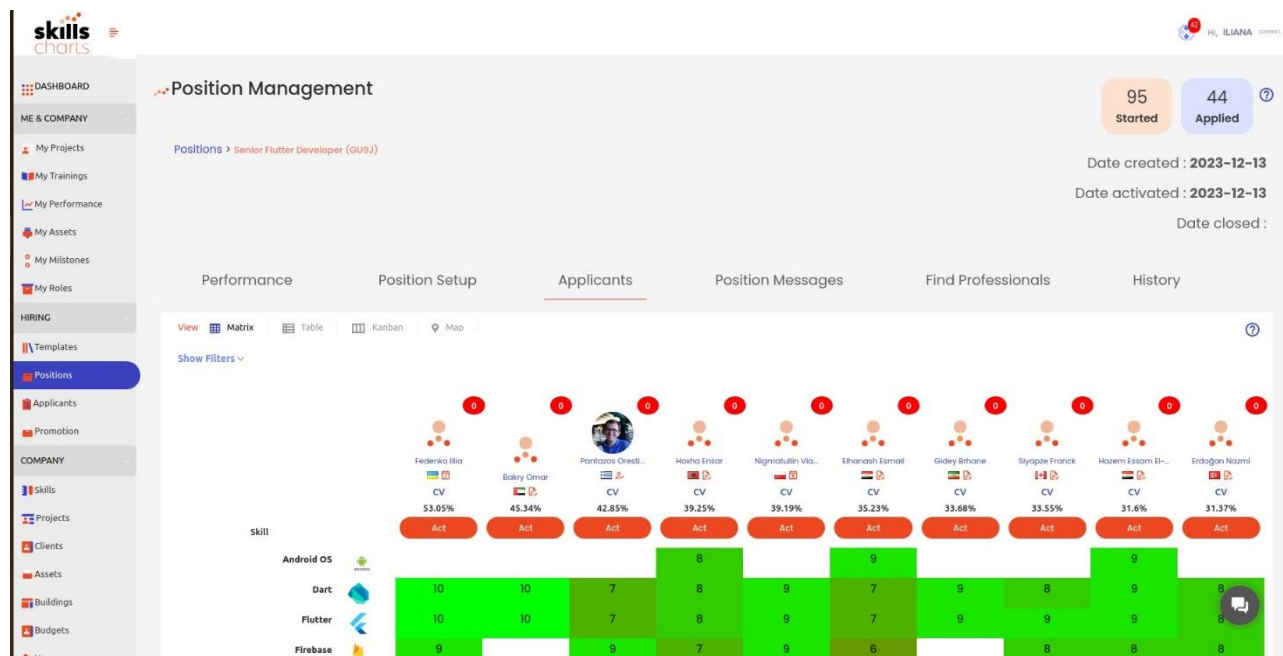 skills
charts
42
Hi, ILIANA
DASHBOARD
ME & COMPANY
My Projects
My Trainings
My Performance
My Assets
My Milstones
My Roles
HIRING
Templates
Positions
Applicants
Promotion
COMPANY
Skills
Projects
Clients
Assets
Buildings
Budgets
Position Management
95
Started
44
Applied
Positions > Senior Flutter Developer (GU9J)
Date created : 2023-12-13
Date activated : 2023-12-13
Date closed :
Performance Position Setup Applicants Position Messages Find Professionals History
View Matrix Table Kanban Map
Show Filters
0 0 0 0 0 0 0 0 0 0
Fedenko Illia Bakry Omar Pantazos Oresti... Hoxha Ensar Nigmatullin Via... Elhanash Esmail Gidey Brhane Siyapze Franck Hazem Essam El-... Erdoğan Nazmi
CV CV CV CV CV CV CV CV CV CV
53.05% 45.34% 42.85% 39.25% 39.19% 35.23% 33.68% 33.55% 31.6% 31.37%
Skill Act Act Act Act Act Act Act Act Act Act
Android OS 8 9 9
Dart 10 10 7 8 9 7 9 8 9 8
Flutter 10 10 7 8 9 7 9 9 9 8
Firebase 9 9 7 9 6 8 8 8